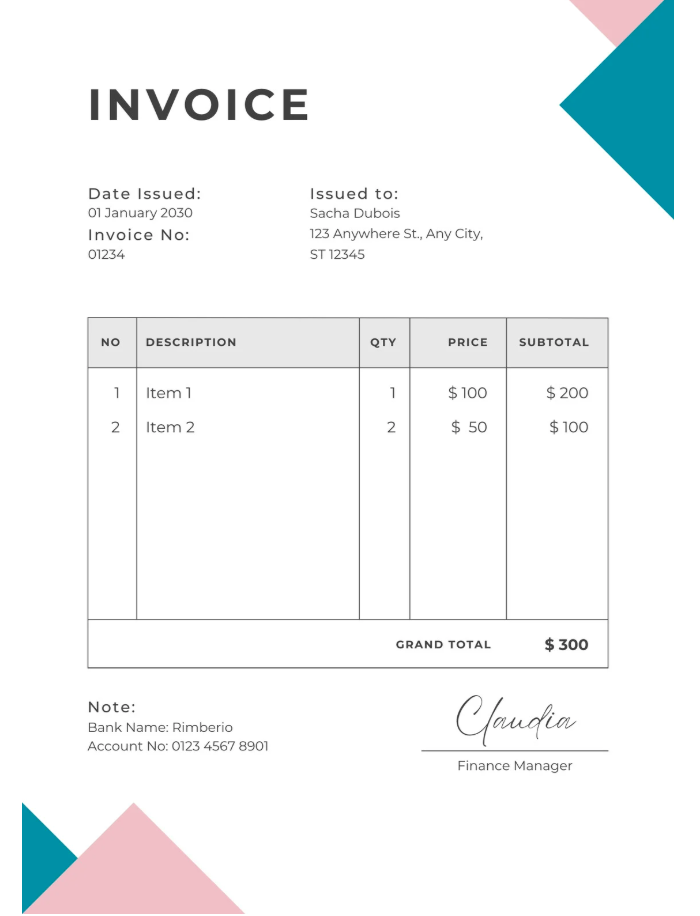 INVOICE
Date Issued:
01 January 2030
Invoice No:
01234
Issued to:
Sacha Dubois
123 Anywhere St., Any City,
ST 12345
NO DESCRIPTION QTY PRICE SUBTOTAL
1 Item 1 1 $ 100 $ 200
2 Item 2 2 $ 50 $ 100
GRAND TOTAL $ 300
Note:
Bank Name: Rimberio
Account No: 0123 4567 8901
Claudia
Finance Manager